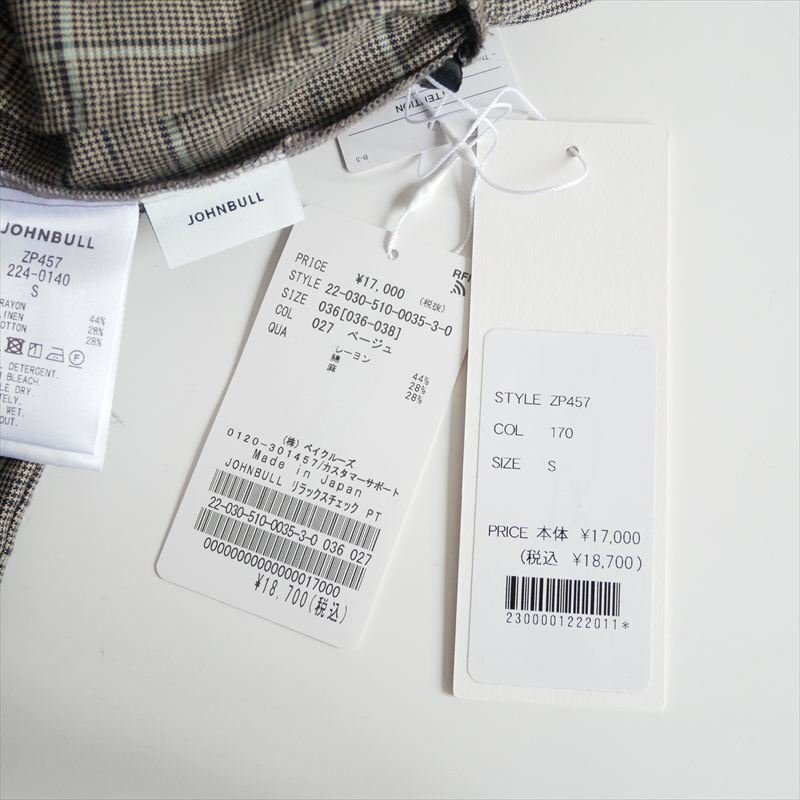 - Th
TTENTION
B-3
JOHNBULL
JOHNBULL
ZP457
224-0140
S
RAYON 44%
LINEN 28%
COTTON 28%
DETERGENT.
BLEACH.
DRY.
WET.
OUT.
PRICE ¥17,000 (税抜)
STYLE 22-030-510-0035-3-0
SIZE 036[036-038]
COL 027 ベージュ
QUA
レーヨン 44%
綿 28%
麻 28%
(株) ベイクルーズ
0120-301457/カスタマーサポート
Made in Japan
JOHNBULL リラックスチェック PT
22-030-510-0035-3-0 036 027
0000000000000017000
¥18,700(税込)
RF
STYLE ZP457
COL 170
SIZE S
PRICE 本体 ¥17,000
(税込 ¥18,700)
2300001222011*